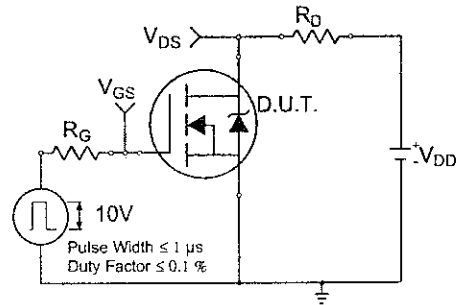 R_D
V_DS
V_GS
D.U.T.
R_G
+
-
V_DD
10V
Pulse Width ≤ 1 µs
Duty Factor ≤ 0.1 %